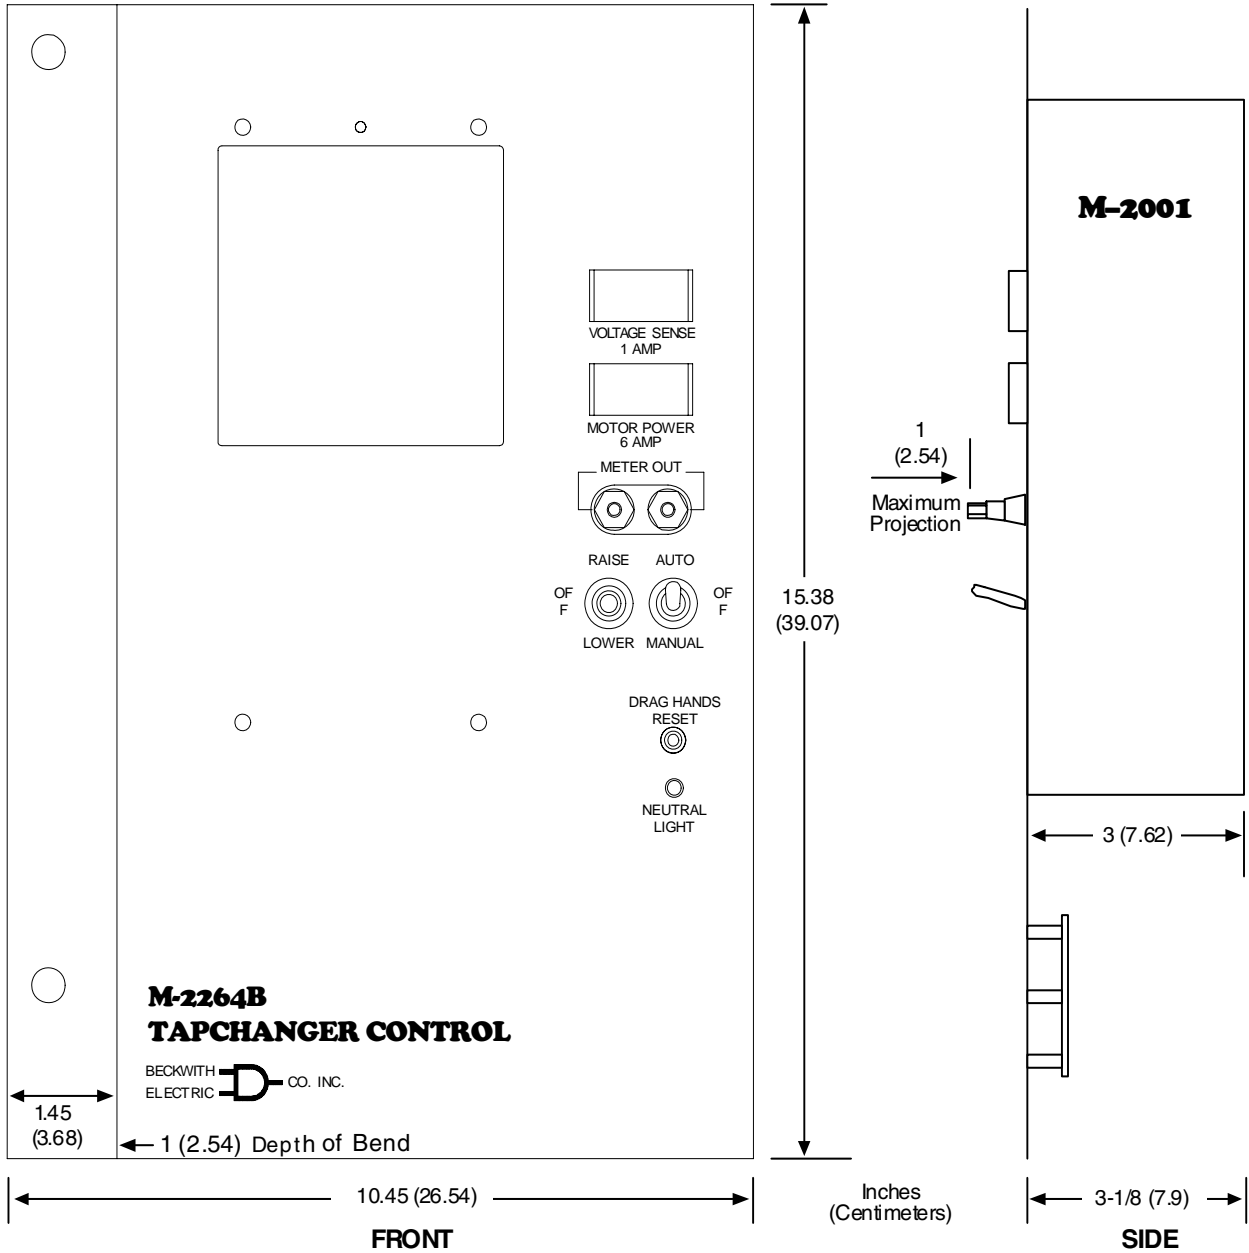 M-2001
VOLTAGE SENSE
1 AMP
MOTOR POWER
6 AMP
METER OUT
1
(2.54)
Maximum
Projection
RAISE
AUTO
OF
F
OF
F
LOWER
MANUAL
15.38
(39.07)
DRAG HANDS
RESET
NEUTRAL
LIGHT
3 (7.62)
M-2264B
TAPCHANGER CONTROL
BECKWITH
ELECTRIC
CO. INC.
1.45
(3.68)
1 (2.54) Depth of Bend
10.45 (26.54)
FRONT
Inches
(Centimeters)
3-1/8 (7.9)
SIDE